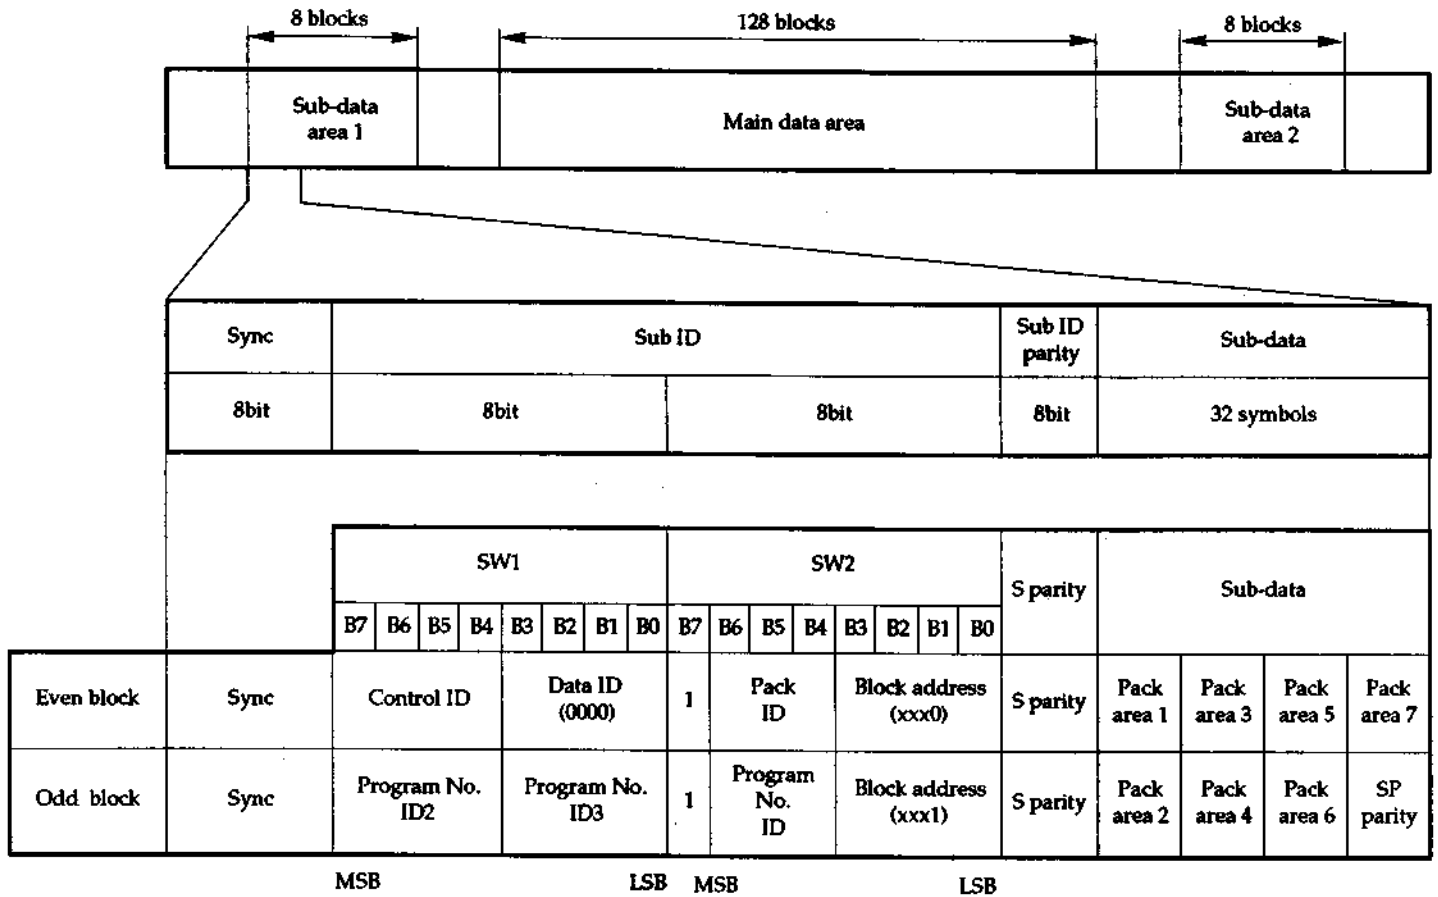 8 blocks
128 blocks
8 blocks
Sub-data
area 1
Main data area
Sub-data
area 2
Sync
Sub ID
Sub ID
parity
Sub-data
8bit
8bit
8bit
8bit
32 symbols
SW1
SW2
S parity
Sub-data
B7 B6 B5 B4 B3 B2 B1 B0 B7 B6 B5 B4 B3 B2 B1 B0
Even block
Sync
Control ID
Data ID
(0000)
1
Pack
ID
Block address
(xxx0)
S parity
Pack
area 1
Pack
area 3
Pack
area 5
Pack
area 7
Odd block
Sync
Program No.
ID2
Program No.
ID3
1
Program
No.
ID
Block address
(xxx1)
S parity
Pack
area 2
Pack
area 4
Pack
area 6
SP
parity
MSB
LSB
MSB
LSB